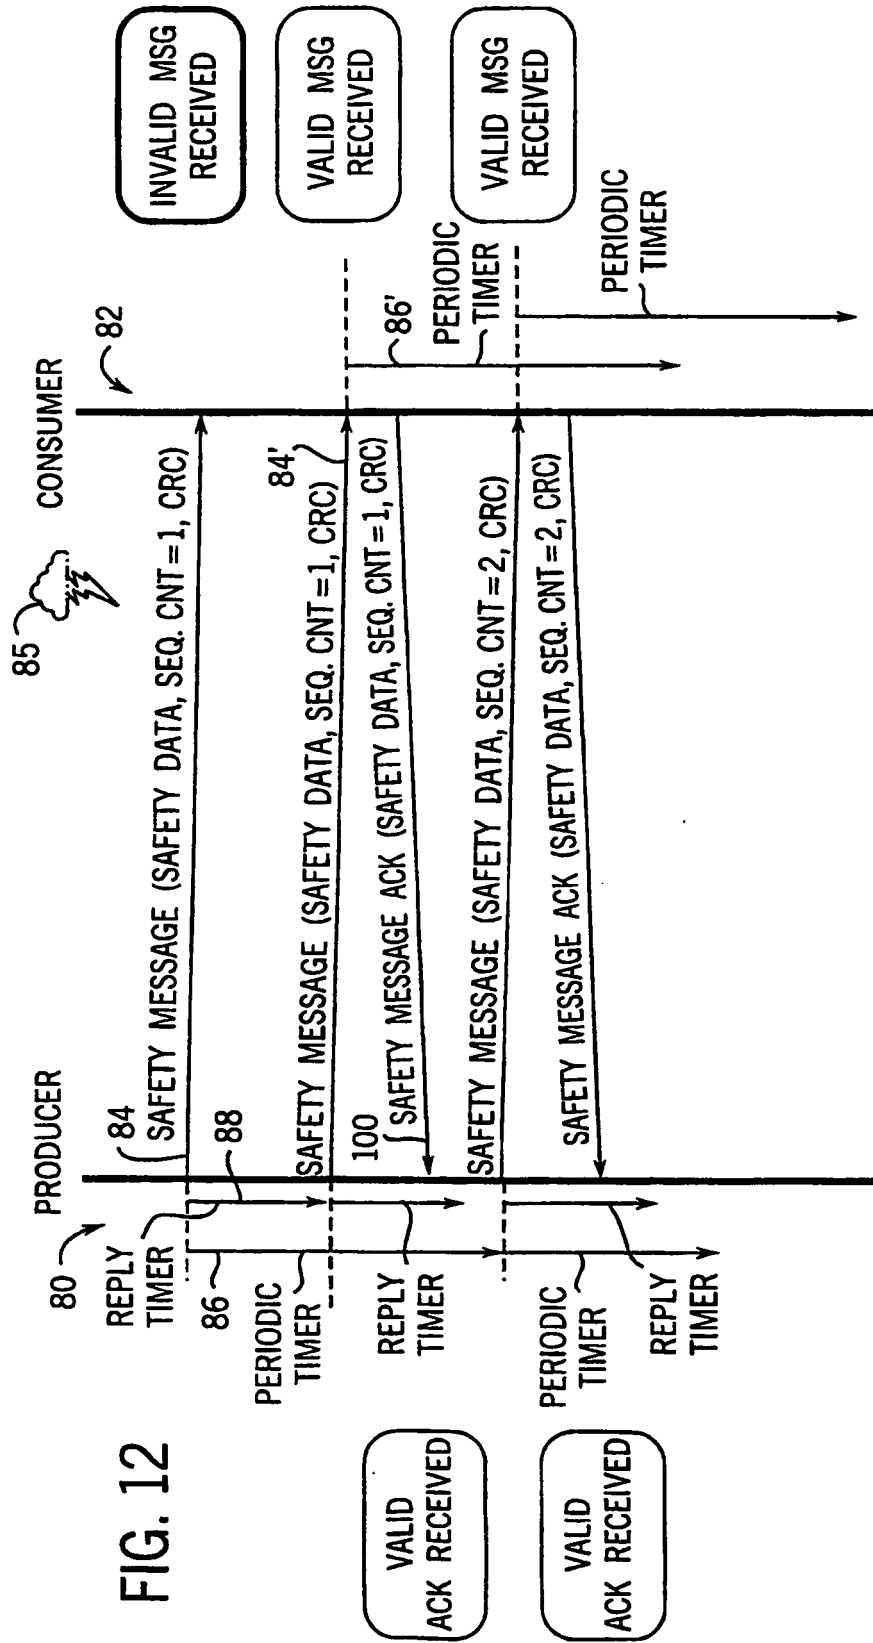 FIG. 12
80
PRODUCER
85
CONSUMER
82
REPLY
TIMER
84
SAFETY MESSAGE (SAFETY DATA, SEQ. CNT=1, CRC)
INVALID MSG
RECEIVED
86
88
PERIODIC
TIMER
SAFETY MESSAGE (SAFETY DATA, SEQ. CNT=1, CRC)
84'
VALID MSG
RECEIVED
VALID
ACK RECEIVED
REPLY
TIMER
100
SAFETY MESSAGE ACK (SAFETY DATA, SEQ. CNT=1, CRC)
86'
PERIODIC
TIMER
SAFETY MESSAGE (SAFETY DATA, SEQ. CNT=2, CRC)
VALID MSG
RECEIVED
VALID
ACK RECEIVED
PERIODIC
TIMER
SAFETY MESSAGE ACK (SAFETY DATA, SEQ. CNT=2, CRC)
REPLY
TIMER
PERIODIC
TIMER